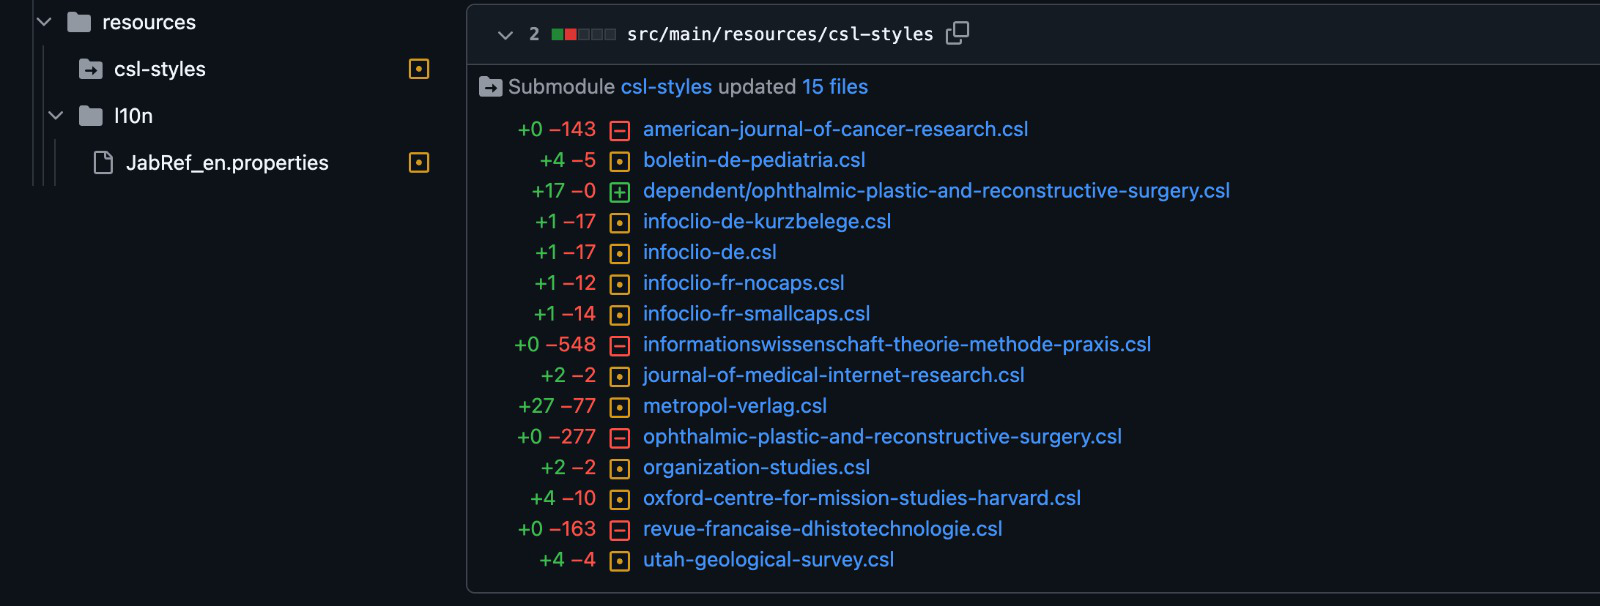 resources
csl-styles
l10n
JabRef_en.properties
2 src/main/resources/csl-styles
Submodule csl-styles updated 15 files
+0 −143 american-journal-of-cancer-research.csl
+4 −5 boletin-de-pediatria.csl
+17 −0 dependent/ophthalmic-plastic-and-reconstructive-surgery.csl
+1 −17 infoclio-de-kurzbelege.csl
+1 −17 infoclio-de.csl
+1 −12 infoclio-fr-nocaps.csl
+1 −14 infoclio-fr-smallcaps.csl
+0 −548 informationswissenschaft-theorie-methode-praxis.csl
+2 −2 journal-of-medical-internet-research.csl
+27 −77 metropol-verlag.csl
+0 −277 ophthalmic-plastic-and-reconstructive-surgery.csl
+2 −2 organization-studies.csl
+4 −10 oxford-centre-for-mission-studies-harvard.csl
+0 −163 revue-francaise-dhistotechnologie.csl
+4 −4 utah-geological-survey.csl